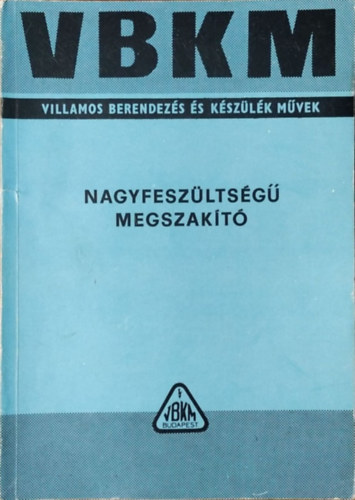 VBKM
VILLAMOS BERENDEZÉS ÉS KÉSZÜLÉK MŰVEK
NAGYFESZÜLTSÉGŰ
MEGSZAKÍTÓ
VBKM
BUDAPEST